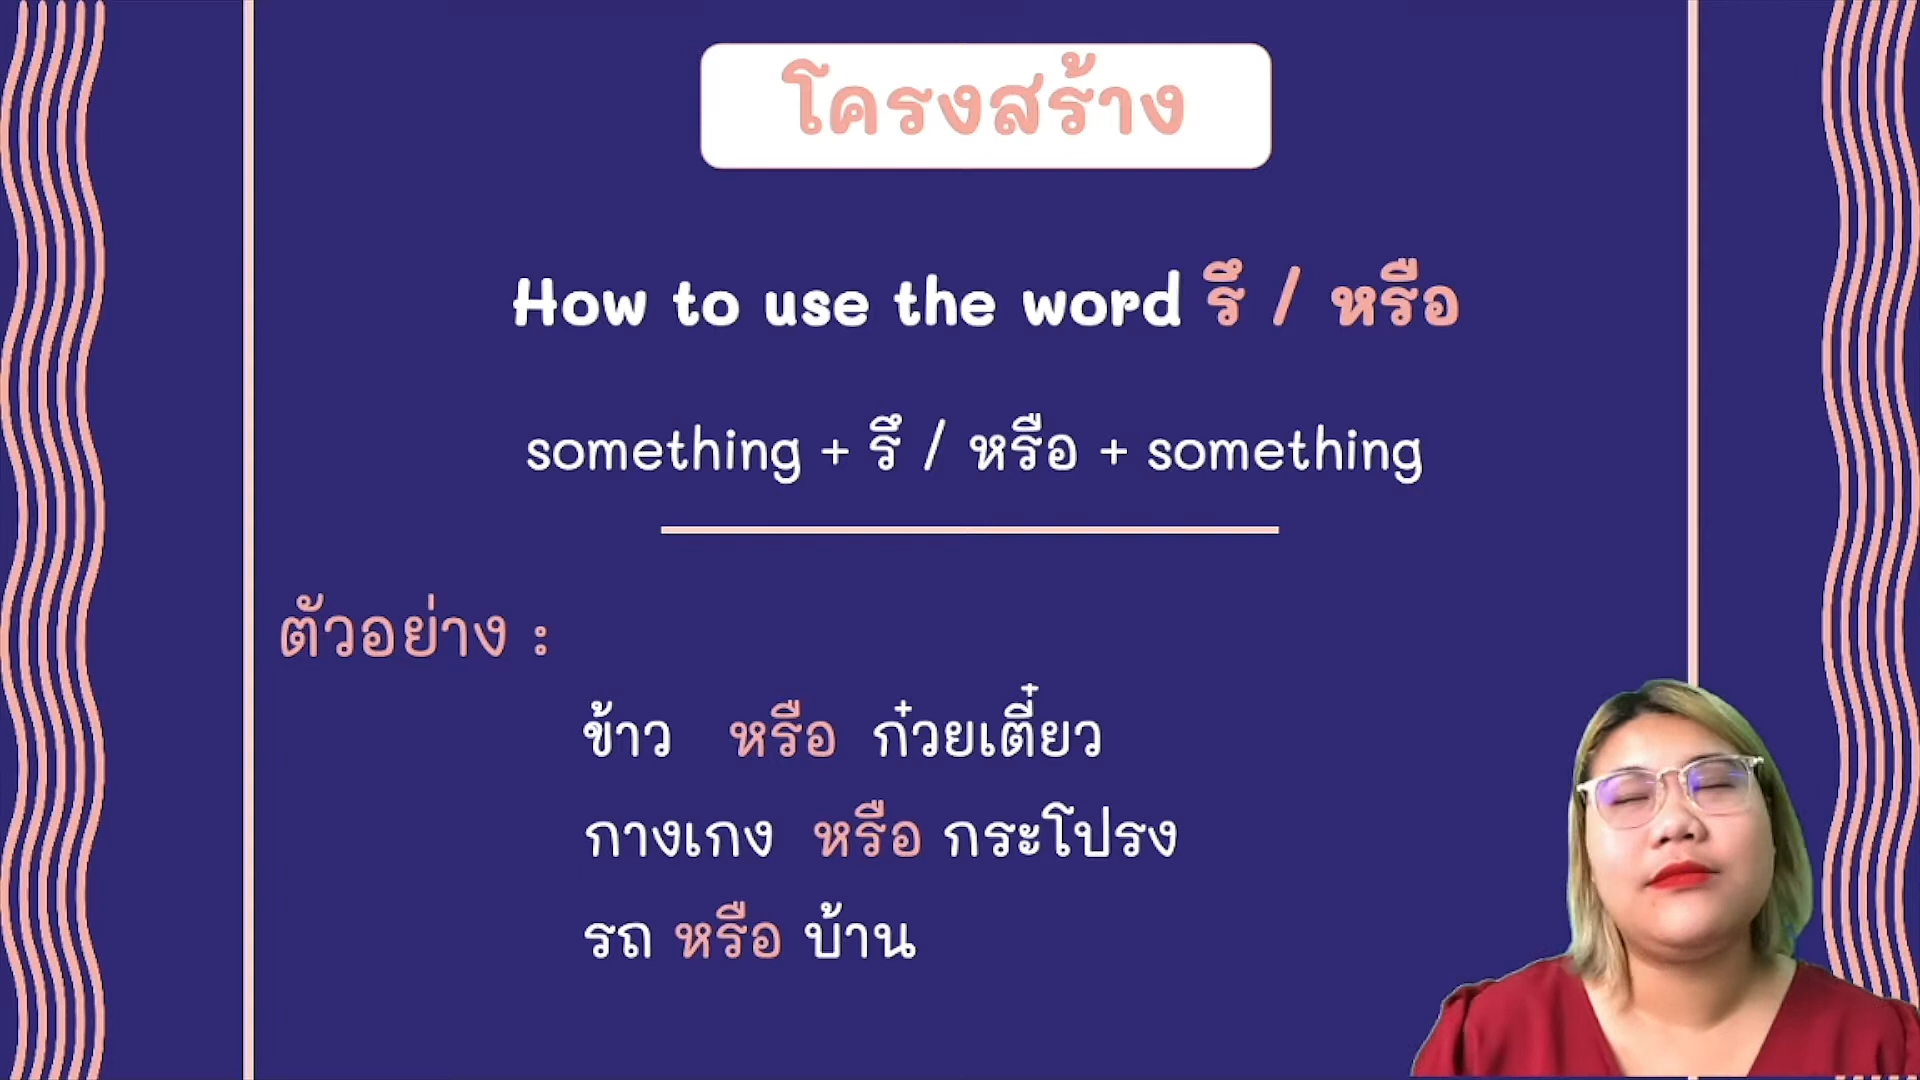 โครงสร้าง
How to use the word รึ / หรือ
something + รึ / หรือ + something
ตัวอย่าง :
ข้าว หรือ ก๋วยเตี๋ยว
กางเกง หรือ กระโปรง
รถ หรือ บ้าน